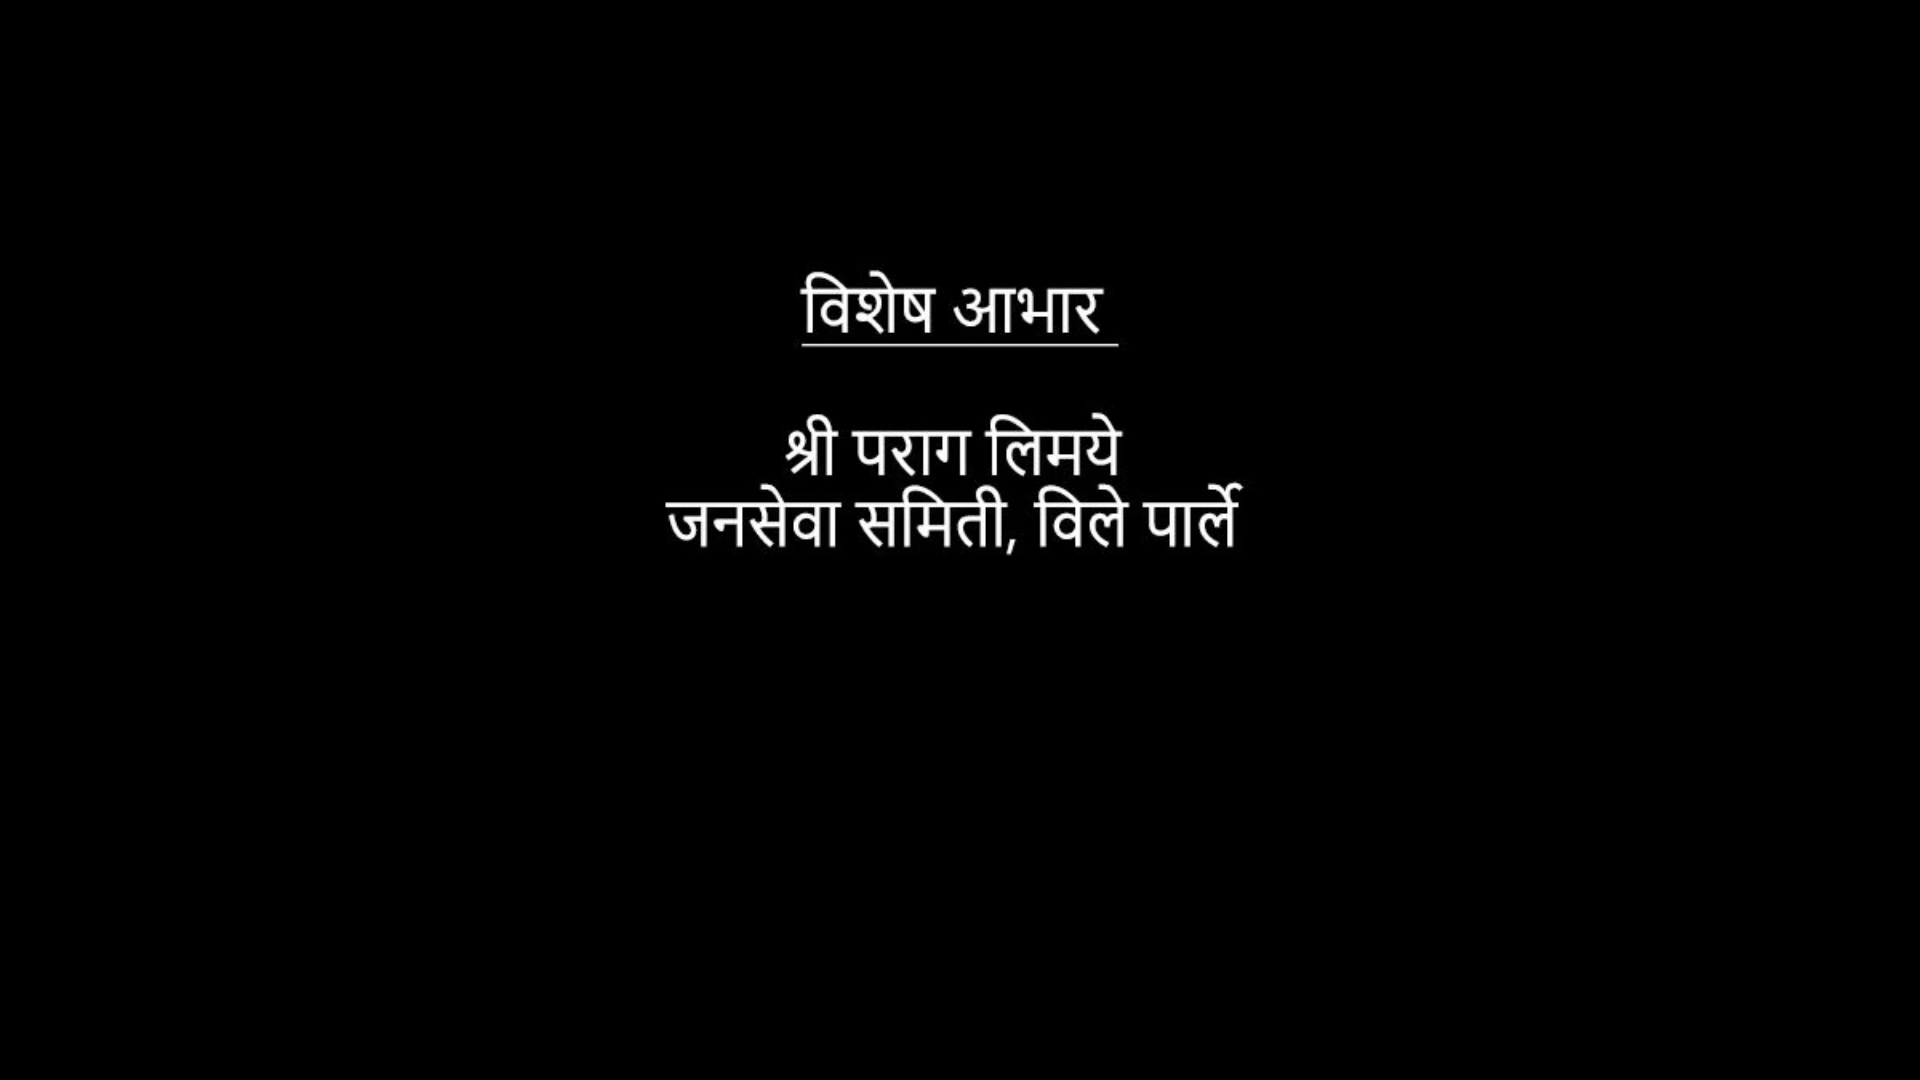 विशेष आभार
श्री पराग लिमये
जनसेवा समिती, विले पार्ले